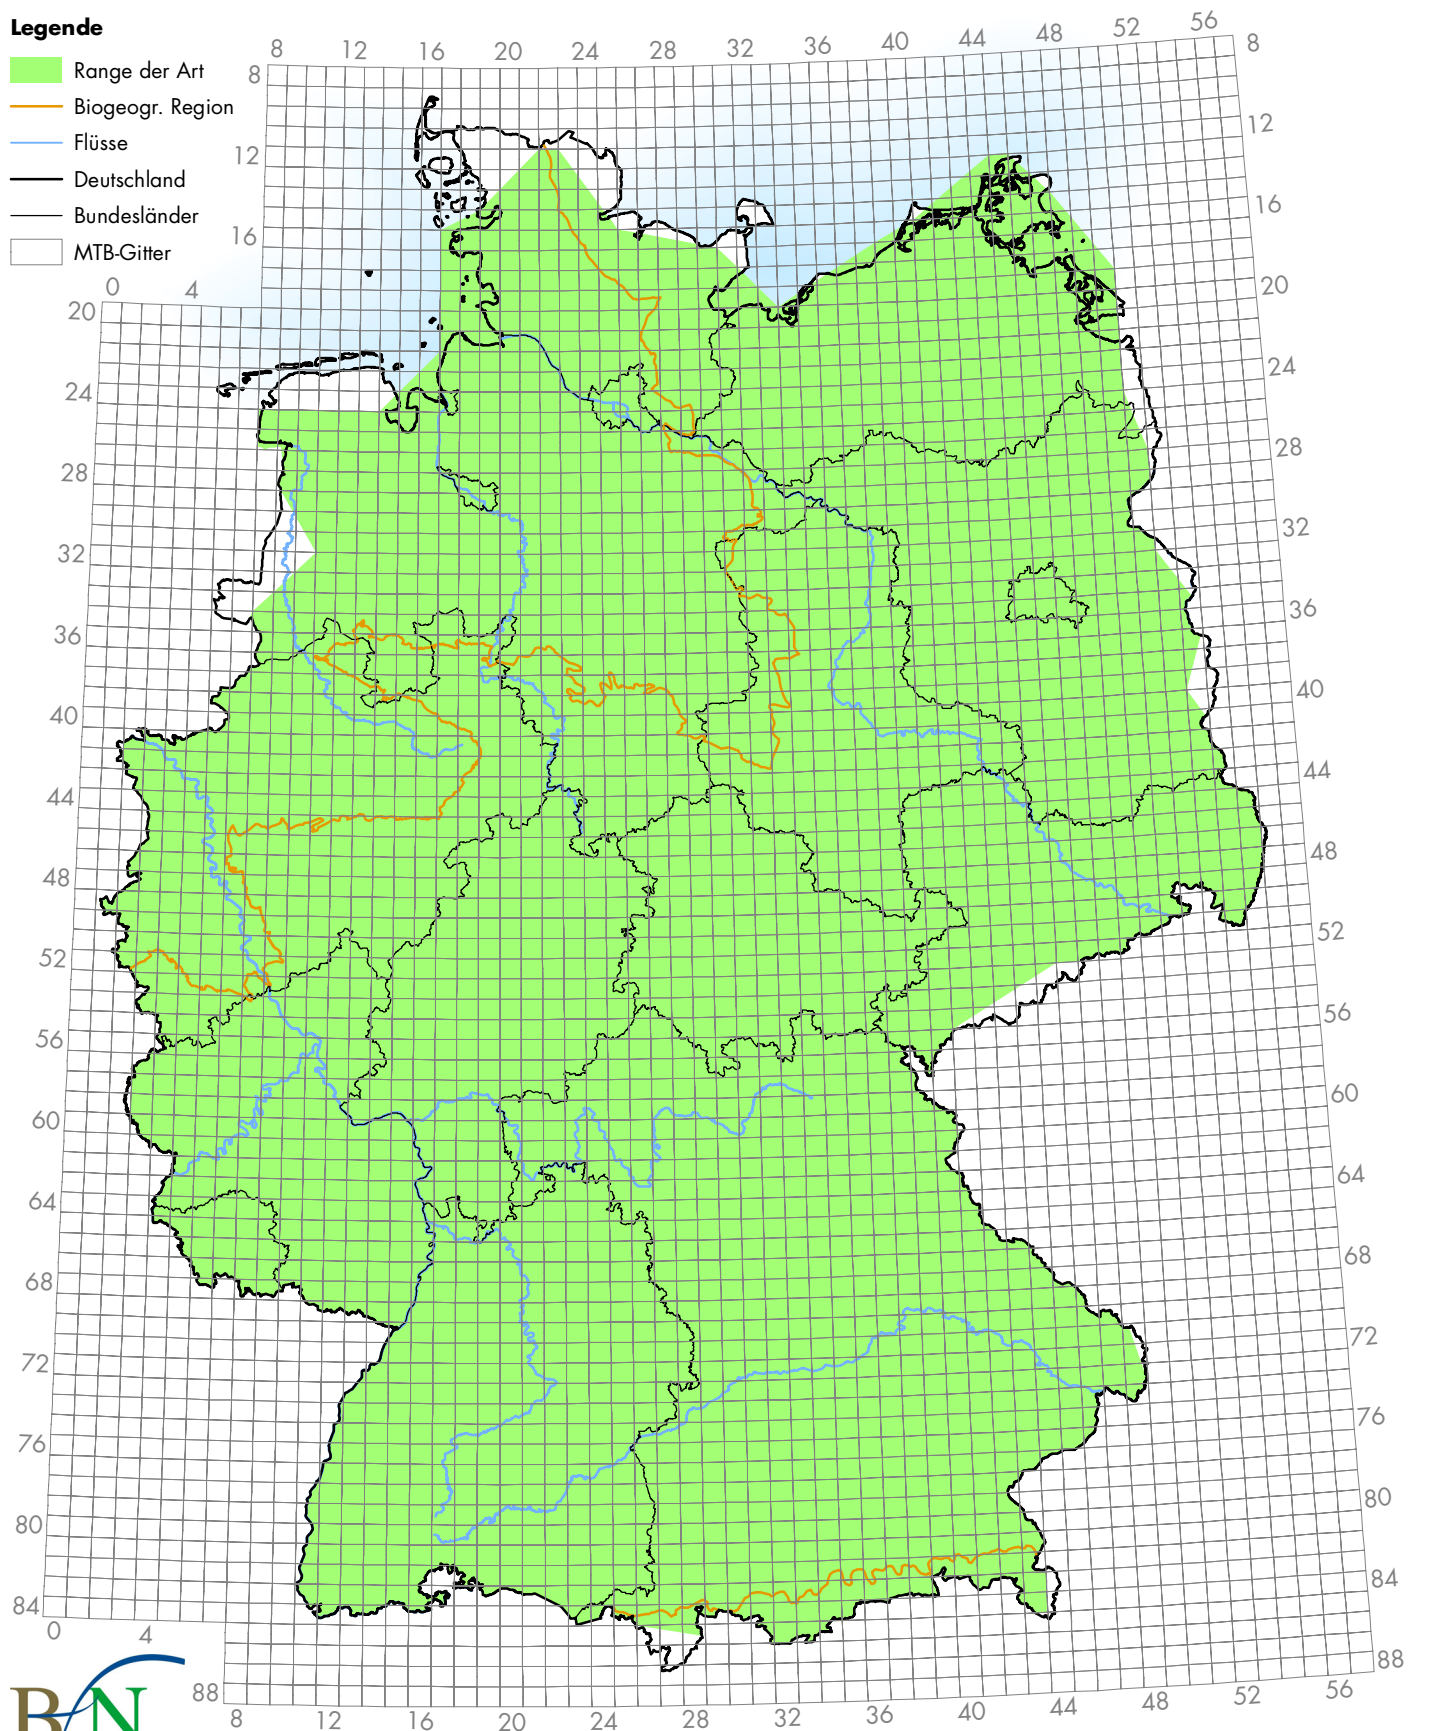 Legende
Range der Art
Biogeogr. Region
Flüsse
Deutschland
Bundesländer
MTB-Gitter
8 12 16 20 24 28 32 36 40 44 48 52 56
8 8
12 12
16 16
0 4
20 20
24 24
28 28
32 32
36 36
40 40
44 44
48 48
52 52
56 56
60 60
64 64
68 68
72 72
76 76
80 80
84 84
0 4
88 88
8 12 16 20 24 28 32 36 40 44 48 52 56
BfN